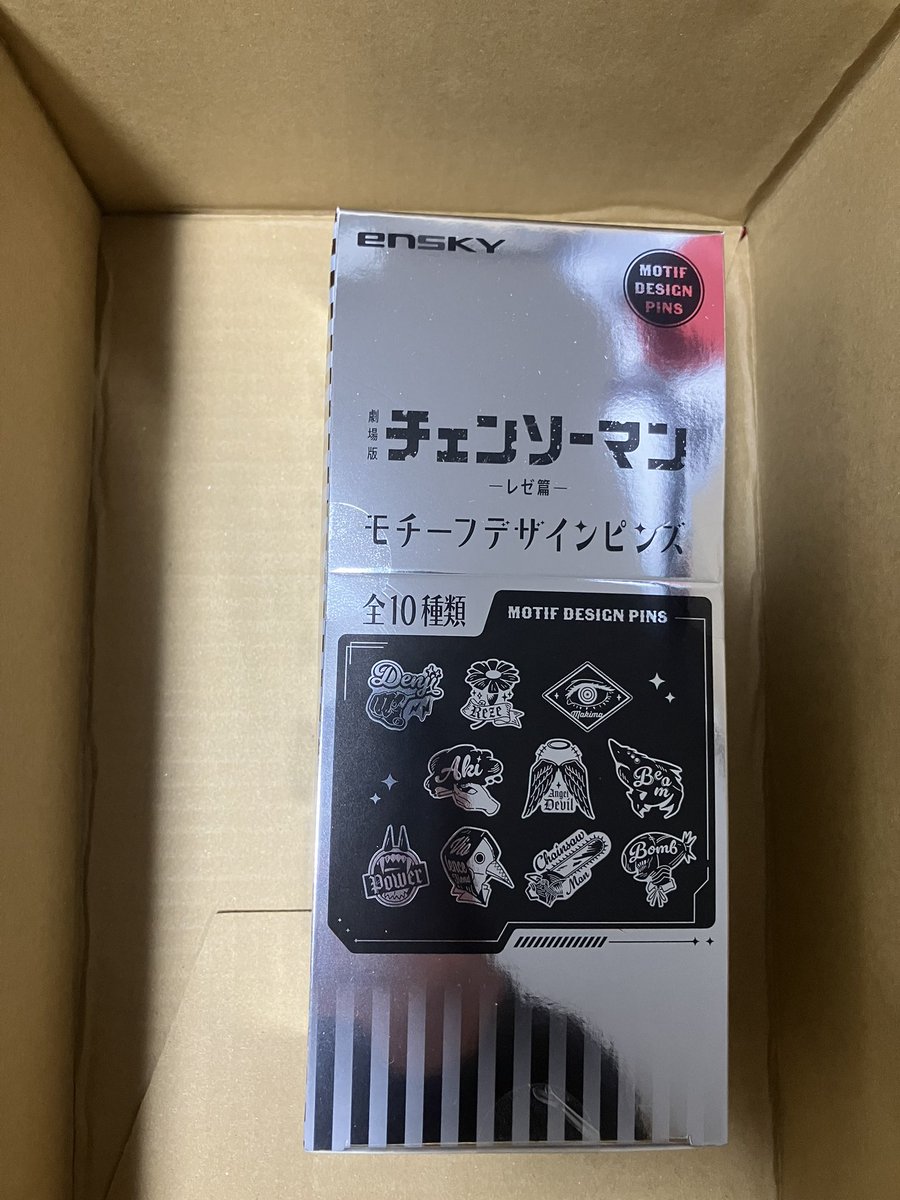 ensky
MOTIF
DESIGN
PINS
劇場版
チェンソーマン
―レゼ篇―
モチーフデザインピンズ
全10種類
MOTIF DESIGN PINS
Denji
Reze
Makima
Aki
Angel
Devil
Beam
Power
Chainsaw
Man
Bomb